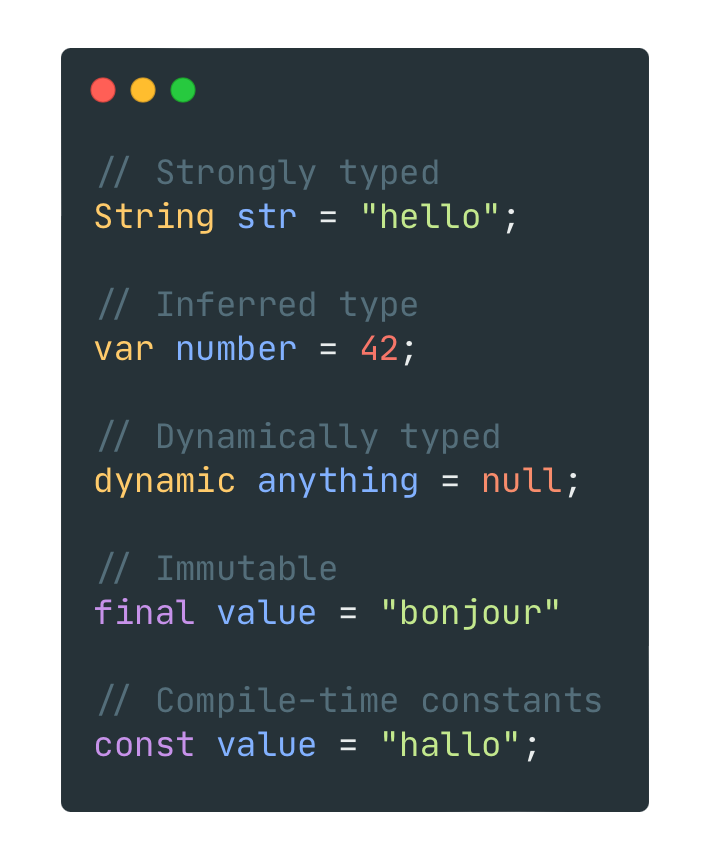 // Strongly typed
String str = "hello";
// Inferred type
var number = 42;
// Dynamically typed
dynamic anything = null;
// Immutable
final value = "bonjour"
// Compile-time constants
const value = "hallo";